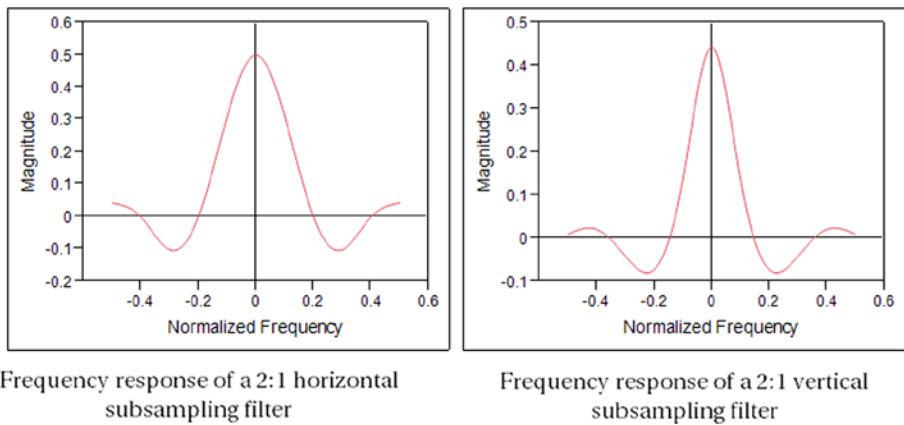 0.6
0.5
0.4
0.3
0.2
0.1
0
-0.1
-0.2
Magnitude
-0.4 -0.2 0 0.2 0.4 0.6
Normalized Frequency
0.5
0.4
0.3
0.2
0.1
0
-0.1
Magnitude
-0.4 -0.2 0 0.2 0.4 0.6
Normalized Frequency
Frequency response of a 2:1 horizontal
subsampling filter
Frequency response of a 2:1 vertical
subsampling filter